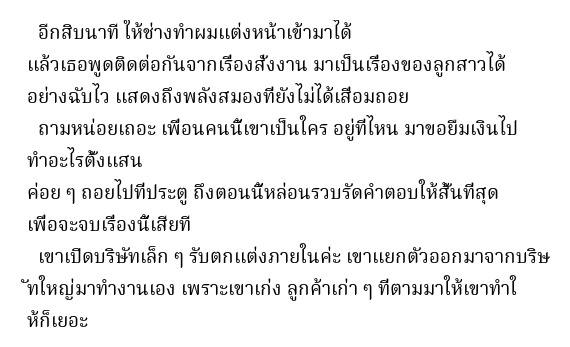 อีกสิบนาที ให้ช่างทำผมแต่งหน้าเข้ามาได้
แล้วเธอพูดติดต่อกันจากเรื่องสั่งงาน มาเป็นเรื่องของลูกสาวได้
อย่างฉับไว แสดงถึงพลังสมองที่ยังไม่ได้เสื่อมถอย
ถามหน่อยเถอะ เพื่อนคนนี้เขาเป็นใคร อยู่ที่ไหน มาขอยืมเงินไป
ทำอะไรตั้งแสน
ค่อย ๆ ถอยไปที่ประตู ถึงตอนนี้หล่อนรวบรัดคำตอบให้สั้นที่สุด
เพื่อจะจบเรื่องนี้เสียที
เขาเปิดบริษัทเล็ก ๆ รับตกแต่งภายในค่ะ เขาแยกตัวออกมาจากบริษ
ัทใหญ่มาทำงานเอง เพราะเขาเก่ง ลูกค้าเก่า ๆ ที่ตามมาให้เขาทำใ
ห้ก็เยอะ